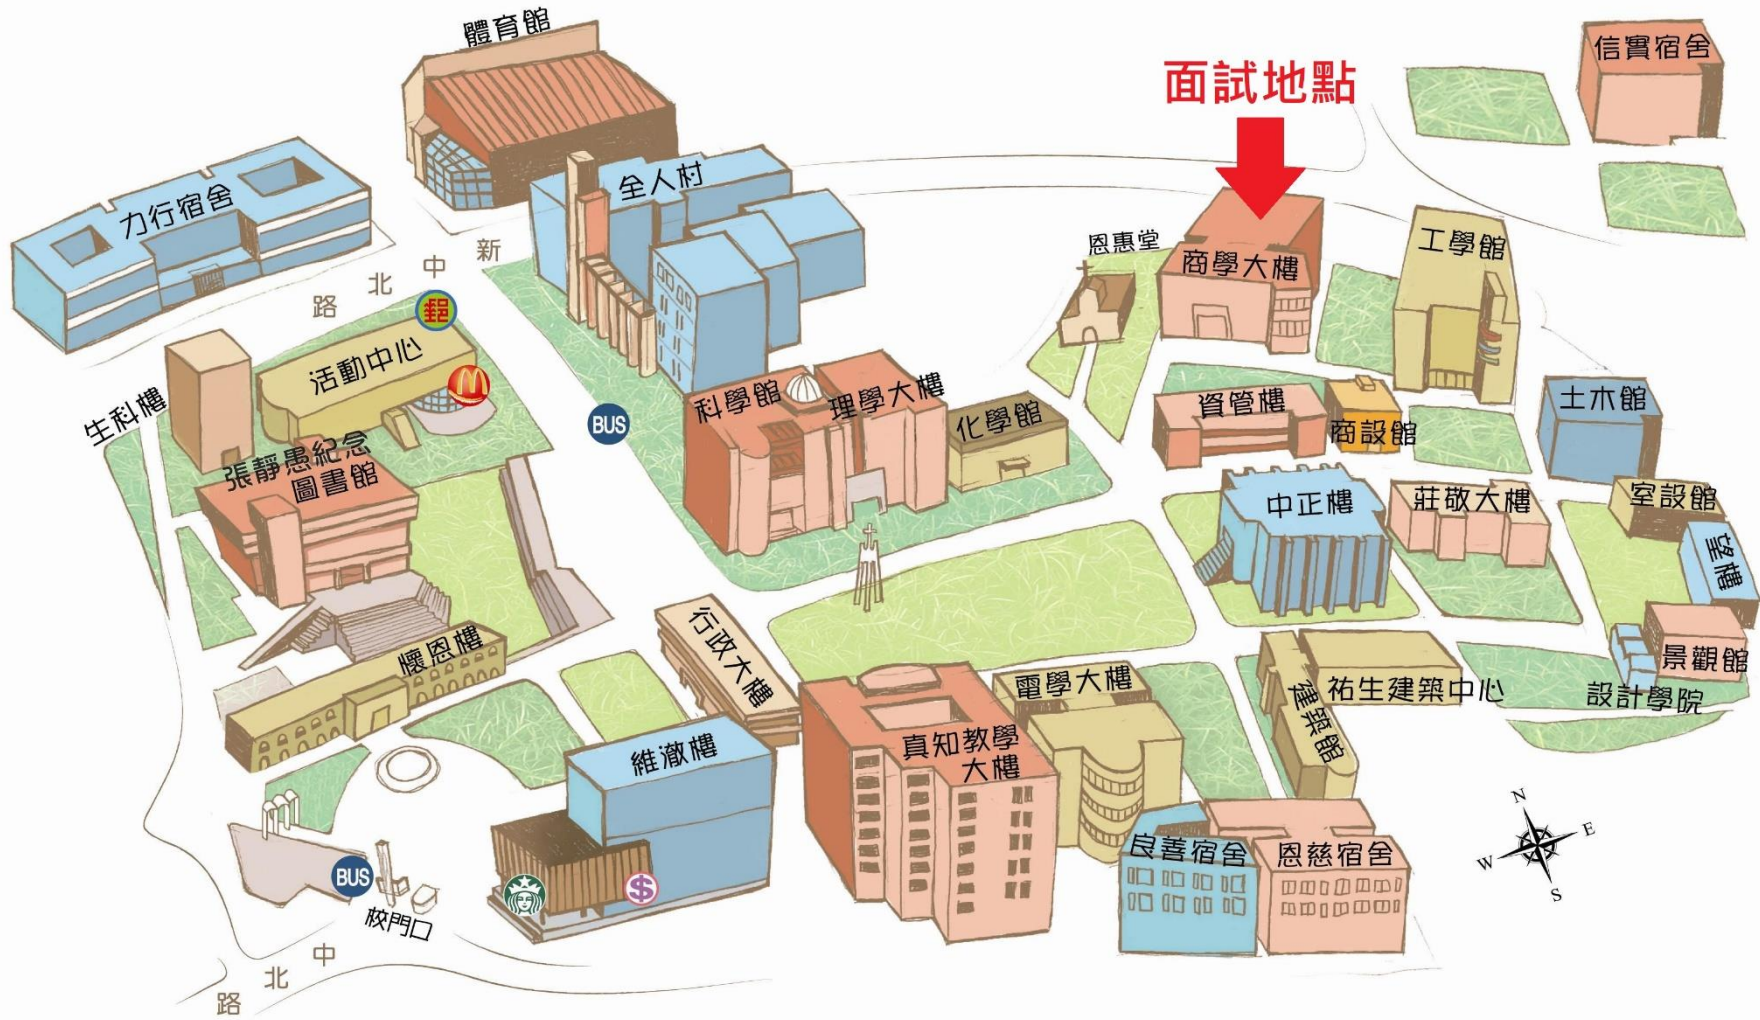 體育館
信實宿舍
面試地點
全人村
力行宿舍
新
中
北
路
恩惠堂
商學大樓
工學館
郵
活動中心
生科樓
BUS
科學館
理學大樓
化學館
資管樓
商設館
土木館
張靜愚紀念
圖書館
中正樓
莊敬大樓
室設館
望樓
懷恩樓
行政大樓
電學大樓
建築館
祐生建築中心
景觀館
設計學院
維澈樓
真知教學
大樓
良善宿舍
恩慈宿舍
N
E
W
S
BUS
$
校門口
中
北
路